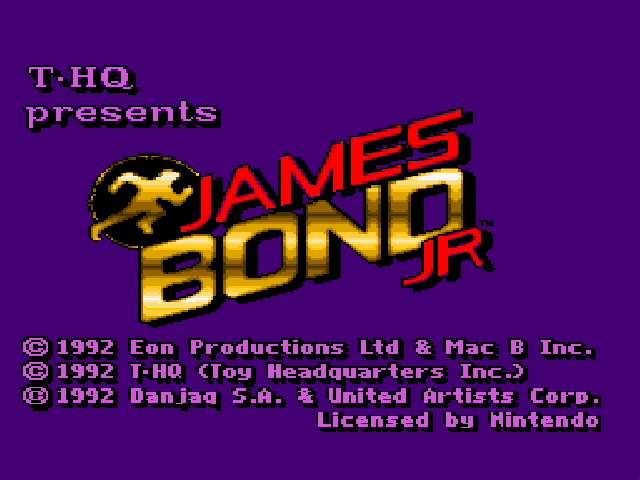 T·HQ
presents
JAMES
BOND™
JR
© 1992 Eon Productions Ltd & Mac B Inc.
© 1992 T·HQ (Toy Headquarters Inc.)
© 1992 Danjaq S.A. & United Artists Corp.
Licensed by Nintendo